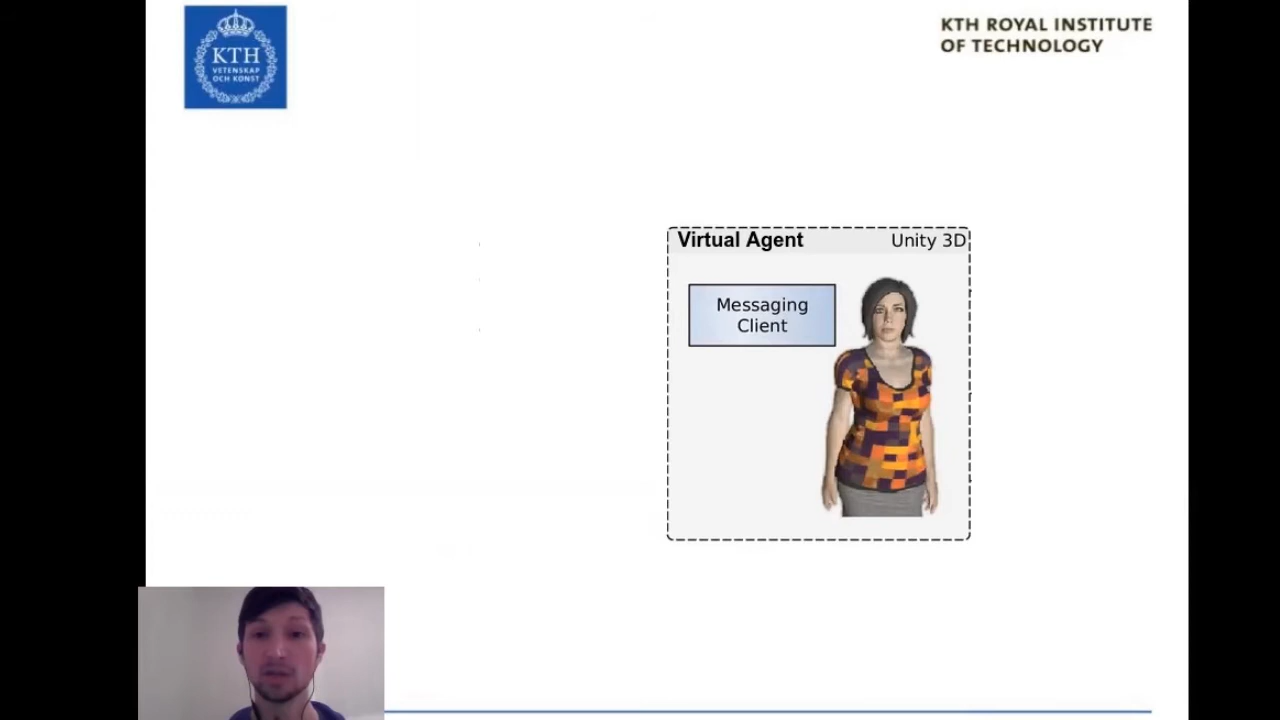 KTH
VETENSKAP
OCH KONST
KTH ROYAL INSTITUTE
OF TECHNOLOGY
Virtual Agent
Unity 3D
Messaging
Client